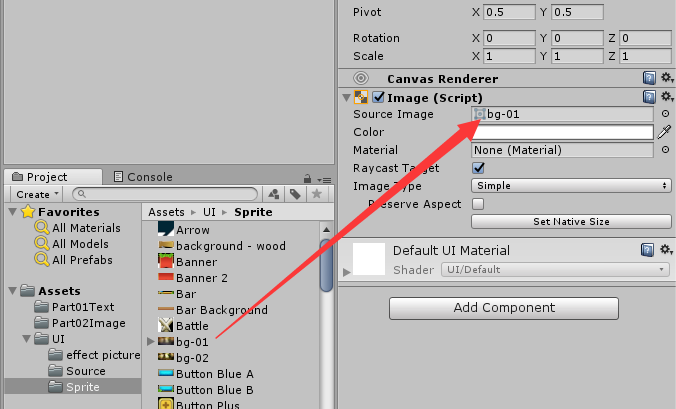 Pivot X 0.5 Y 0.5
Rotation X 0 Y 0 Z 0
Scale X 1 Y 1 Z 1
Canvas Renderer
Image (Script)
Source Image bg-01
Color
Material None (Material)
Raycast Target
Image Type Simple
Preserve Aspect
Set Native Size
Default UI Material
Shader UI/Default
Add Component
Project Console
Create
Favorites
All Materials
All Models
All Prefabs
Assets
Part01Text
Part02Image
UI
effect picture
Source
Sprite
Assets UI Sprite
Arrow
background - wood
Banner
Banner 2
Bar
Bar Background
Battle
bg-01
bg-02
Button Blue A
Button Blue B
Button Plus